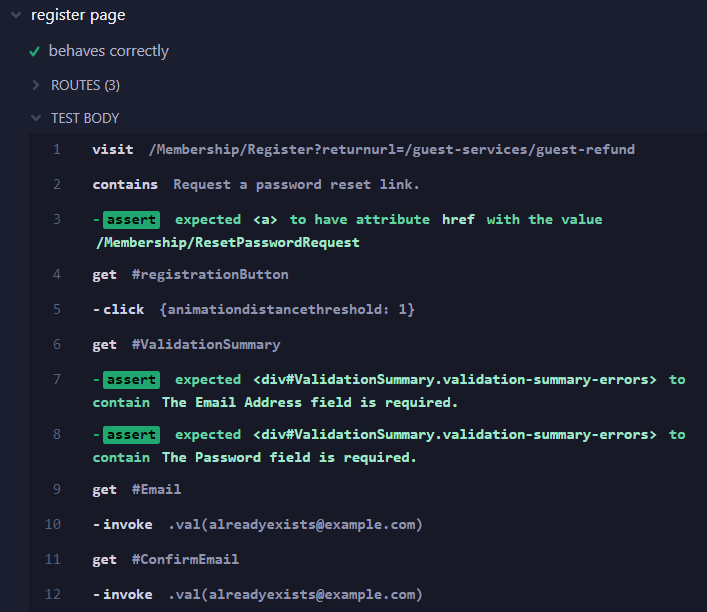 register page
behaves correctly
ROUTES (3)
TEST BODY
1 visit /Membership/Register?returnurl=/guest-services/guest-refund
2 contains Request a password reset link.
3 -assert expected <a> to have attribute href with the value
/Membership/ResetPasswordRequest
4 get #registrationButton
5 -click {animationdistancethreshold: 1}
6 get #ValidationSummary
7 -assert expected <div#ValidationSummary.validation-summary-errors> to
contain The Email Address field is required.
8 -assert expected <div#ValidationSummary.validation-summary-errors> to
contain The Password field is required.
9 get #Email
10 -invoke .val(alreadyexists@example.com)
11 get #ConfirmEmail
12 -invoke .val(alreadyexists@example.com)